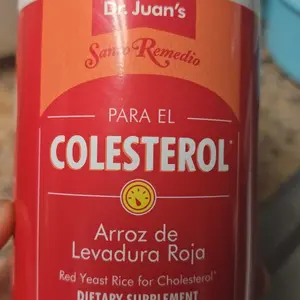 Dr. Juan's
Santo Remedio
PARA EL
COLESTEROL*
Arroz de
Levadura Roja
Red Yeast Rice for Cholesterol*
DIETARY SUPPLEMENT